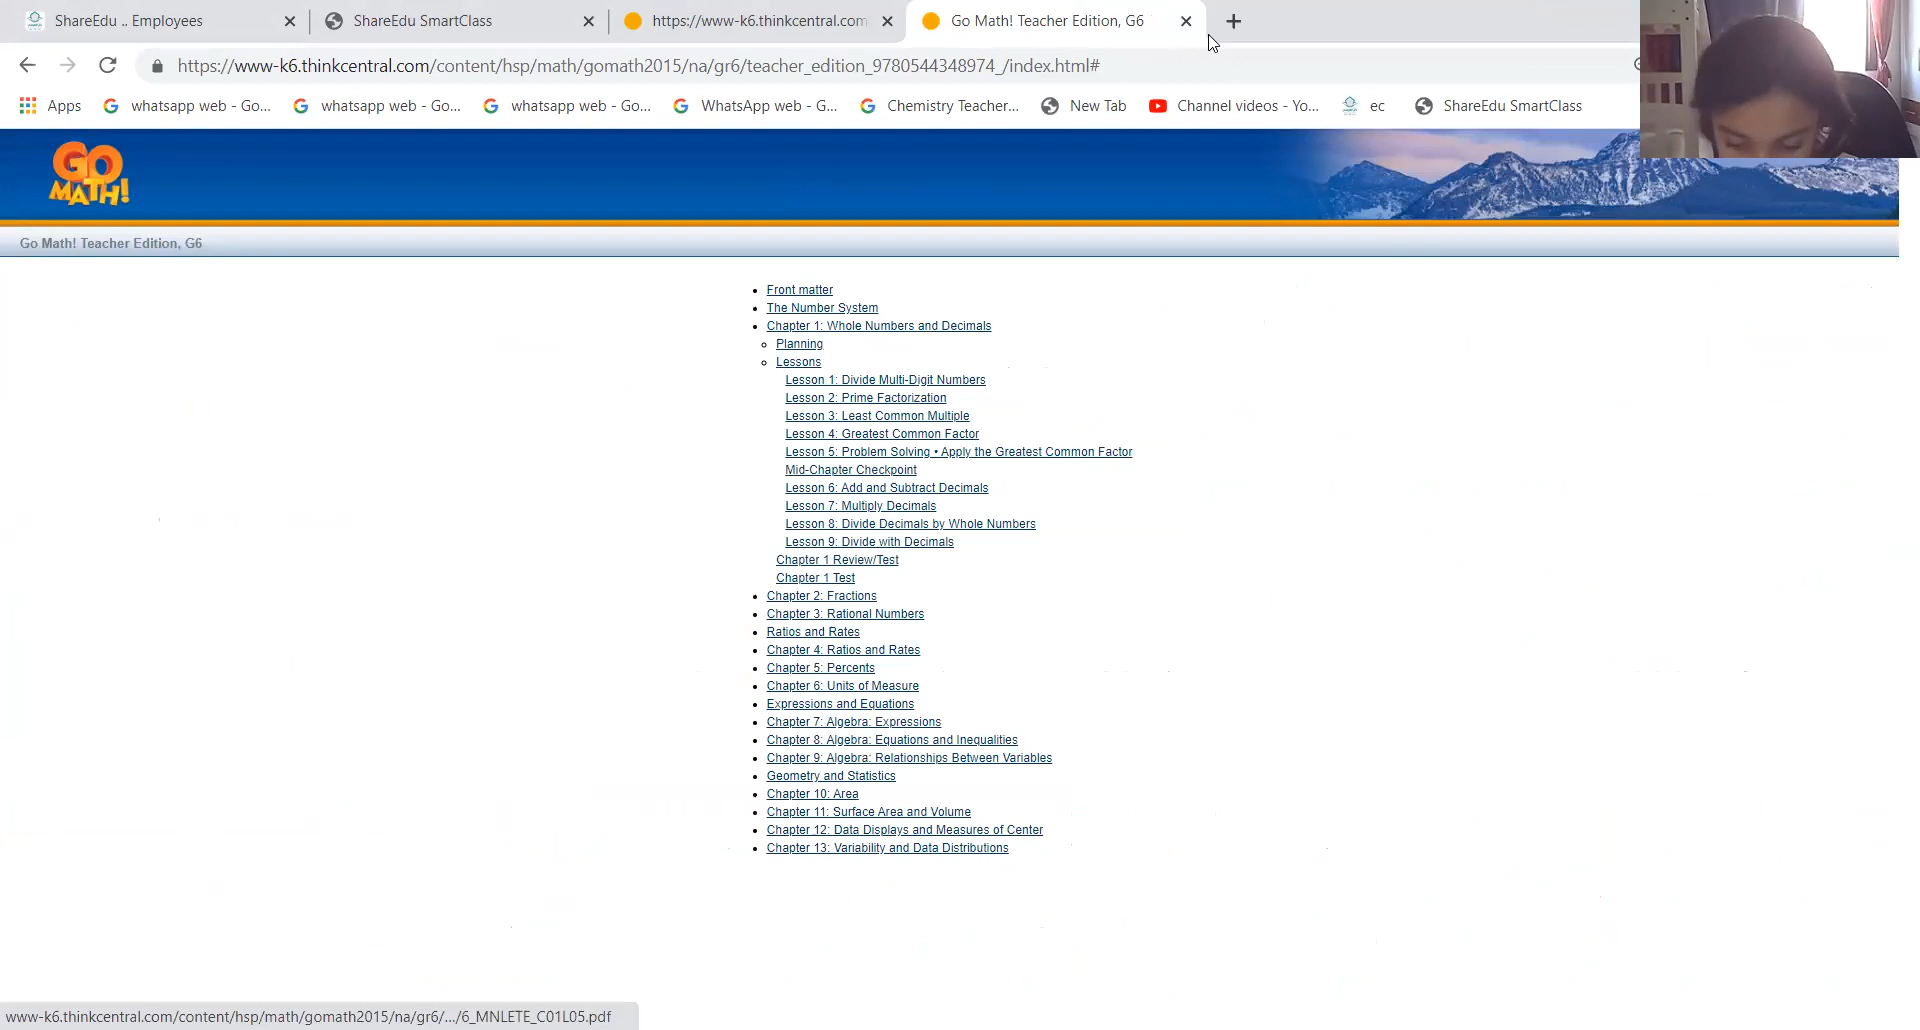 ShareEdu .. Employees
ShareEdu SmartClass
https://www-k6.thinkcentral.com
Go Math! Teacher Edition, G6
https://www-k6.thinkcentral.com/content/hsp/math/gomath2015/na/gr6/teacher_edition_9780544348974_/index.html#
Apps
whatsapp web - Go...
whatsapp web - Go...
whatsapp web - Go...
WhatsApp web - G...
Chemistry Teacher...
New Tab
Channel videos - Yo...
ec
ShareEdu SmartClass
GO
MATH!
Go Math! Teacher Edition, G6
Front matter
The Number System
Chapter 1: Whole Numbers and Decimals
Planning
Lessons
Lesson 1: Divide Multi-Digit Numbers
Lesson 2: Prime Factorization
Lesson 3: Least Common Multiple
Lesson 4: Greatest Common Factor
Lesson 5: Problem Solving • Apply the Greatest Common Factor
Mid-Chapter Checkpoint
Lesson 6: Add and Subtract Decimals
Lesson 7: Multiply Decimals
Lesson 8: Divide Decimals by Whole Numbers
Lesson 9: Divide with Decimals
Chapter 1 Review/Test
Chapter 1 Test
Chapter 2: Fractions
Chapter 3: Rational Numbers
Ratios and Rates
Chapter 4: Ratios and Rates
Chapter 5: Percents
Chapter 6: Units of Measure
Expressions and Equations
Chapter 7: Algebra: Expressions
Chapter 8: Algebra: Equations and Inequalities
Chapter 9: Algebra: Relationships Between Variables
Geometry and Statistics
Chapter 10: Area
Chapter 11: Surface Area and Volume
Chapter 12: Data Displays and Measures of Center
Chapter 13: Variability and Data Distributions
www-k6.thinkcentral.com/content/hsp/math/gomath2015/na/gr6/.../6_MNLETE_C01L05.pdf